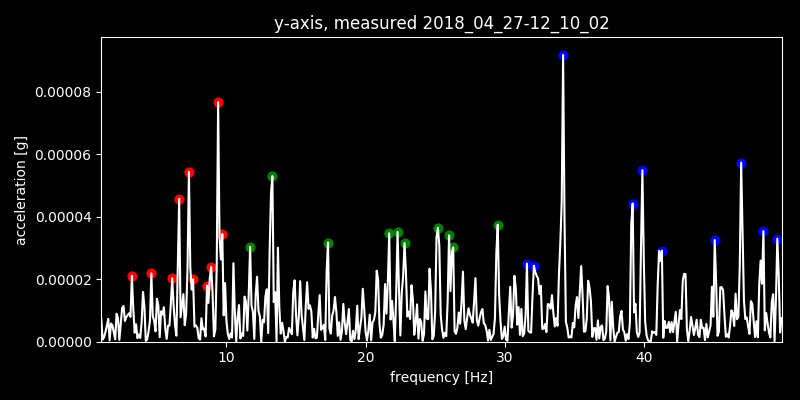 y-axis, measured 2018_04_27-12_10_02
acceleration [g]
0.00008
0.00006
0.00004
0.00002
0.00000
10 20 30 40
frequency [Hz]